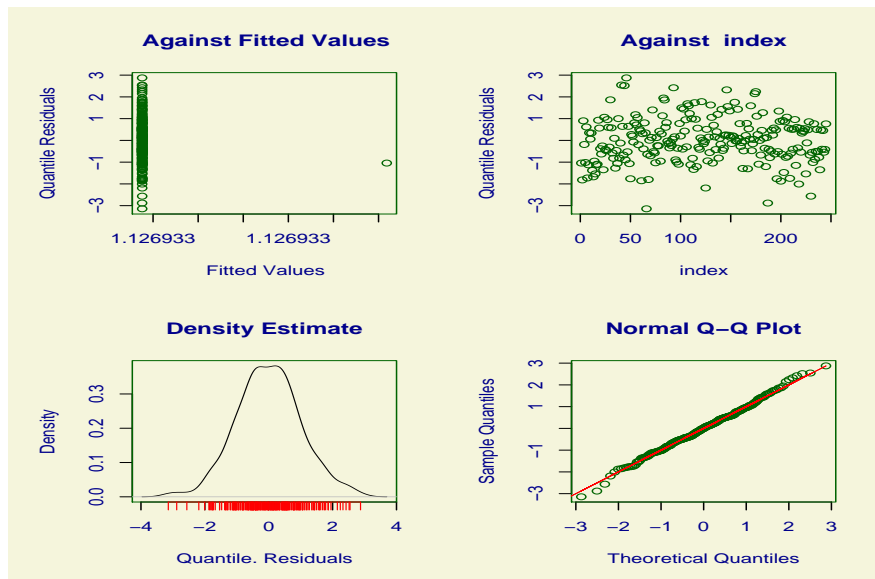 Against Fitted Values
Quantile Residuals
3
2
1
−1
−3
1.126933 1.126933
Fitted Values
Against index
Quantile Residuals
3
2
1
−1
−3
0 50 100 200
index
Density Estimate
Density
0.3
0.2
0.1
0.0
−4 −2 0 2 4
Quantile. Residuals
Normal Q−Q Plot
Sample Quantiles
3
2
1
−1
−3
−3 −2 −1 0 1 2 3
Theoretical Quantiles